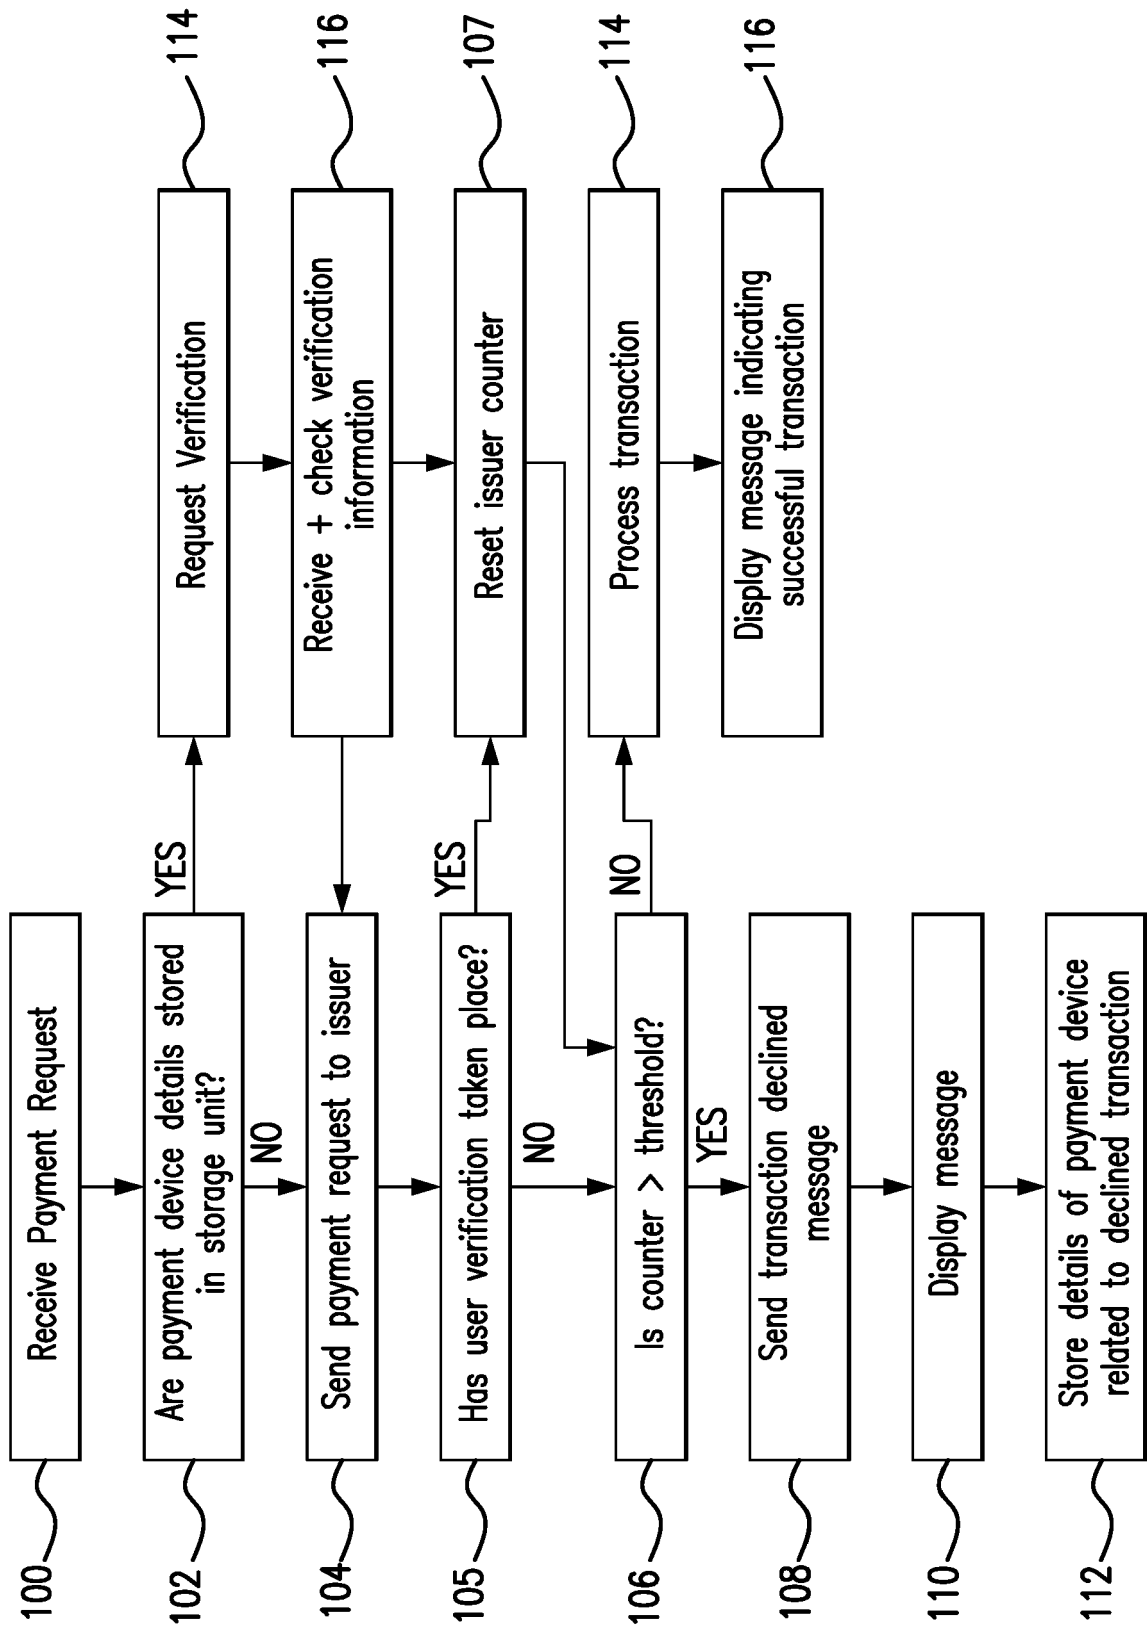 100
Receive Payment Request
102
Are payment device details stored
in storage unit?
YES
Request Verification
114
NO
104
Send payment request to issuer
Receive + check verification
information
116
105
Has user verification taken place?
YES
Reset issuer counter
107
NO
106
Is counter > threshold?
NO
Process transaction
114
YES
108
Send transaction declined
message
Display message indicating
successful transaction
116
110
Display message
112
Store details of payment device
related to declined transaction